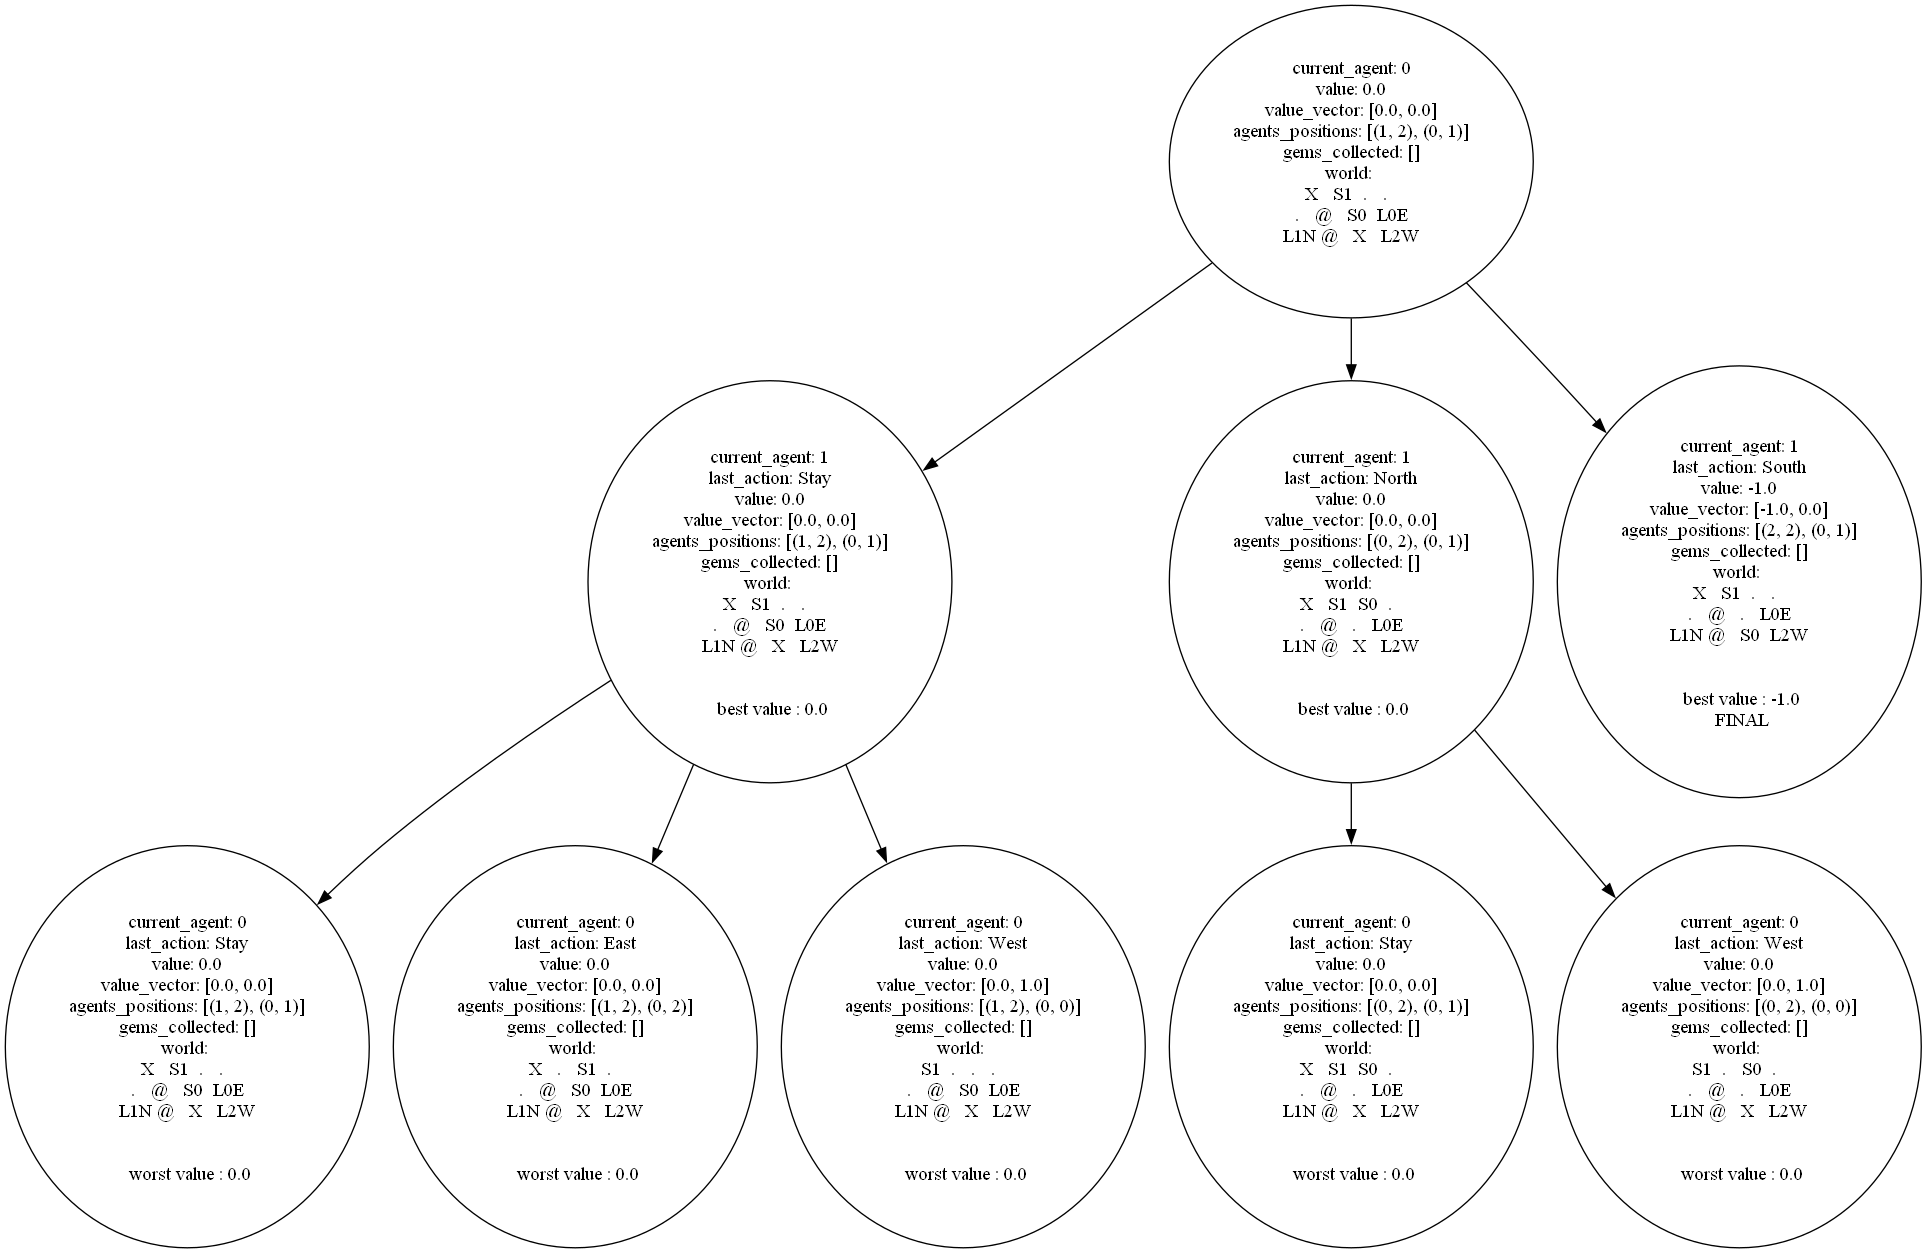 current_agent: 0
value: 0.0
value_vector: [0.0, 0.0]
agents_positions: [(1, 2), (0, 1)]
gems_collected: []
world:
X S1 . .
. @ S0 L0E
L1N @ X L2W
current_agent: 1
last_action: Stay
value: 0.0
value_vector: [0.0, 0.0]
agents_positions: [(1, 2), (0, 1)]
gems_collected: []
world:
X S1 . .
. @ S0 L0E
L1N @ X L2W
best value : 0.0
current_agent: 1
last_action: North
value: 0.0
value_vector: [0.0, 0.0]
agents_positions: [(0, 2), (0, 1)]
gems_collected: []
world:
X S1 S0 .
. @ . L0E
L1N @ X L2W
best value : 0.0
current_agent: 1
last_action: South
value: -1.0
value_vector: [-1.0, 0.0]
agents_positions: [(2, 2), (0, 1)]
gems_collected: []
world:
X S1 . .
. @ . L0E
L1N @ S0 L2W
best value : -1.0
FINAL
current_agent: 0
last_action: Stay
value: 0.0
value_vector: [0.0, 0.0]
agents_positions: [(1, 2), (0, 1)]
gems_collected: []
world:
X S1 . .
. @ S0 L0E
L1N @ X L2W
worst value : 0.0
current_agent: 0
last_action: East
value: 0.0
value_vector: [0.0, 0.0]
agents_positions: [(1, 2), (0, 2)]
gems_collected: []
world:
X . S1 .
. @ S0 L0E
L1N @ X L2W
worst value : 0.0
current_agent: 0
last_action: West
value: 0.0
value_vector: [0.0, 1.0]
agents_positions: [(1, 2), (0, 0)]
gems_collected: []
world:
S1 . . .
. @ S0 L0E
L1N @ X L2W
worst value : 0.0
current_agent: 0
last_action: Stay
value: 0.0
value_vector: [0.0, 0.0]
agents_positions: [(0, 2), (0, 1)]
gems_collected: []
world:
X S1 S0 .
. @ . L0E
L1N @ X L2W
worst value : 0.0
current_agent: 0
last_action: West
value: 0.0
value_vector: [0.0, 1.0]
agents_positions: [(0, 2), (0, 0)]
gems_collected: []
world:
S1 . S0 .
. @ . L0E
L1N @ X L2W
worst value : 0.0